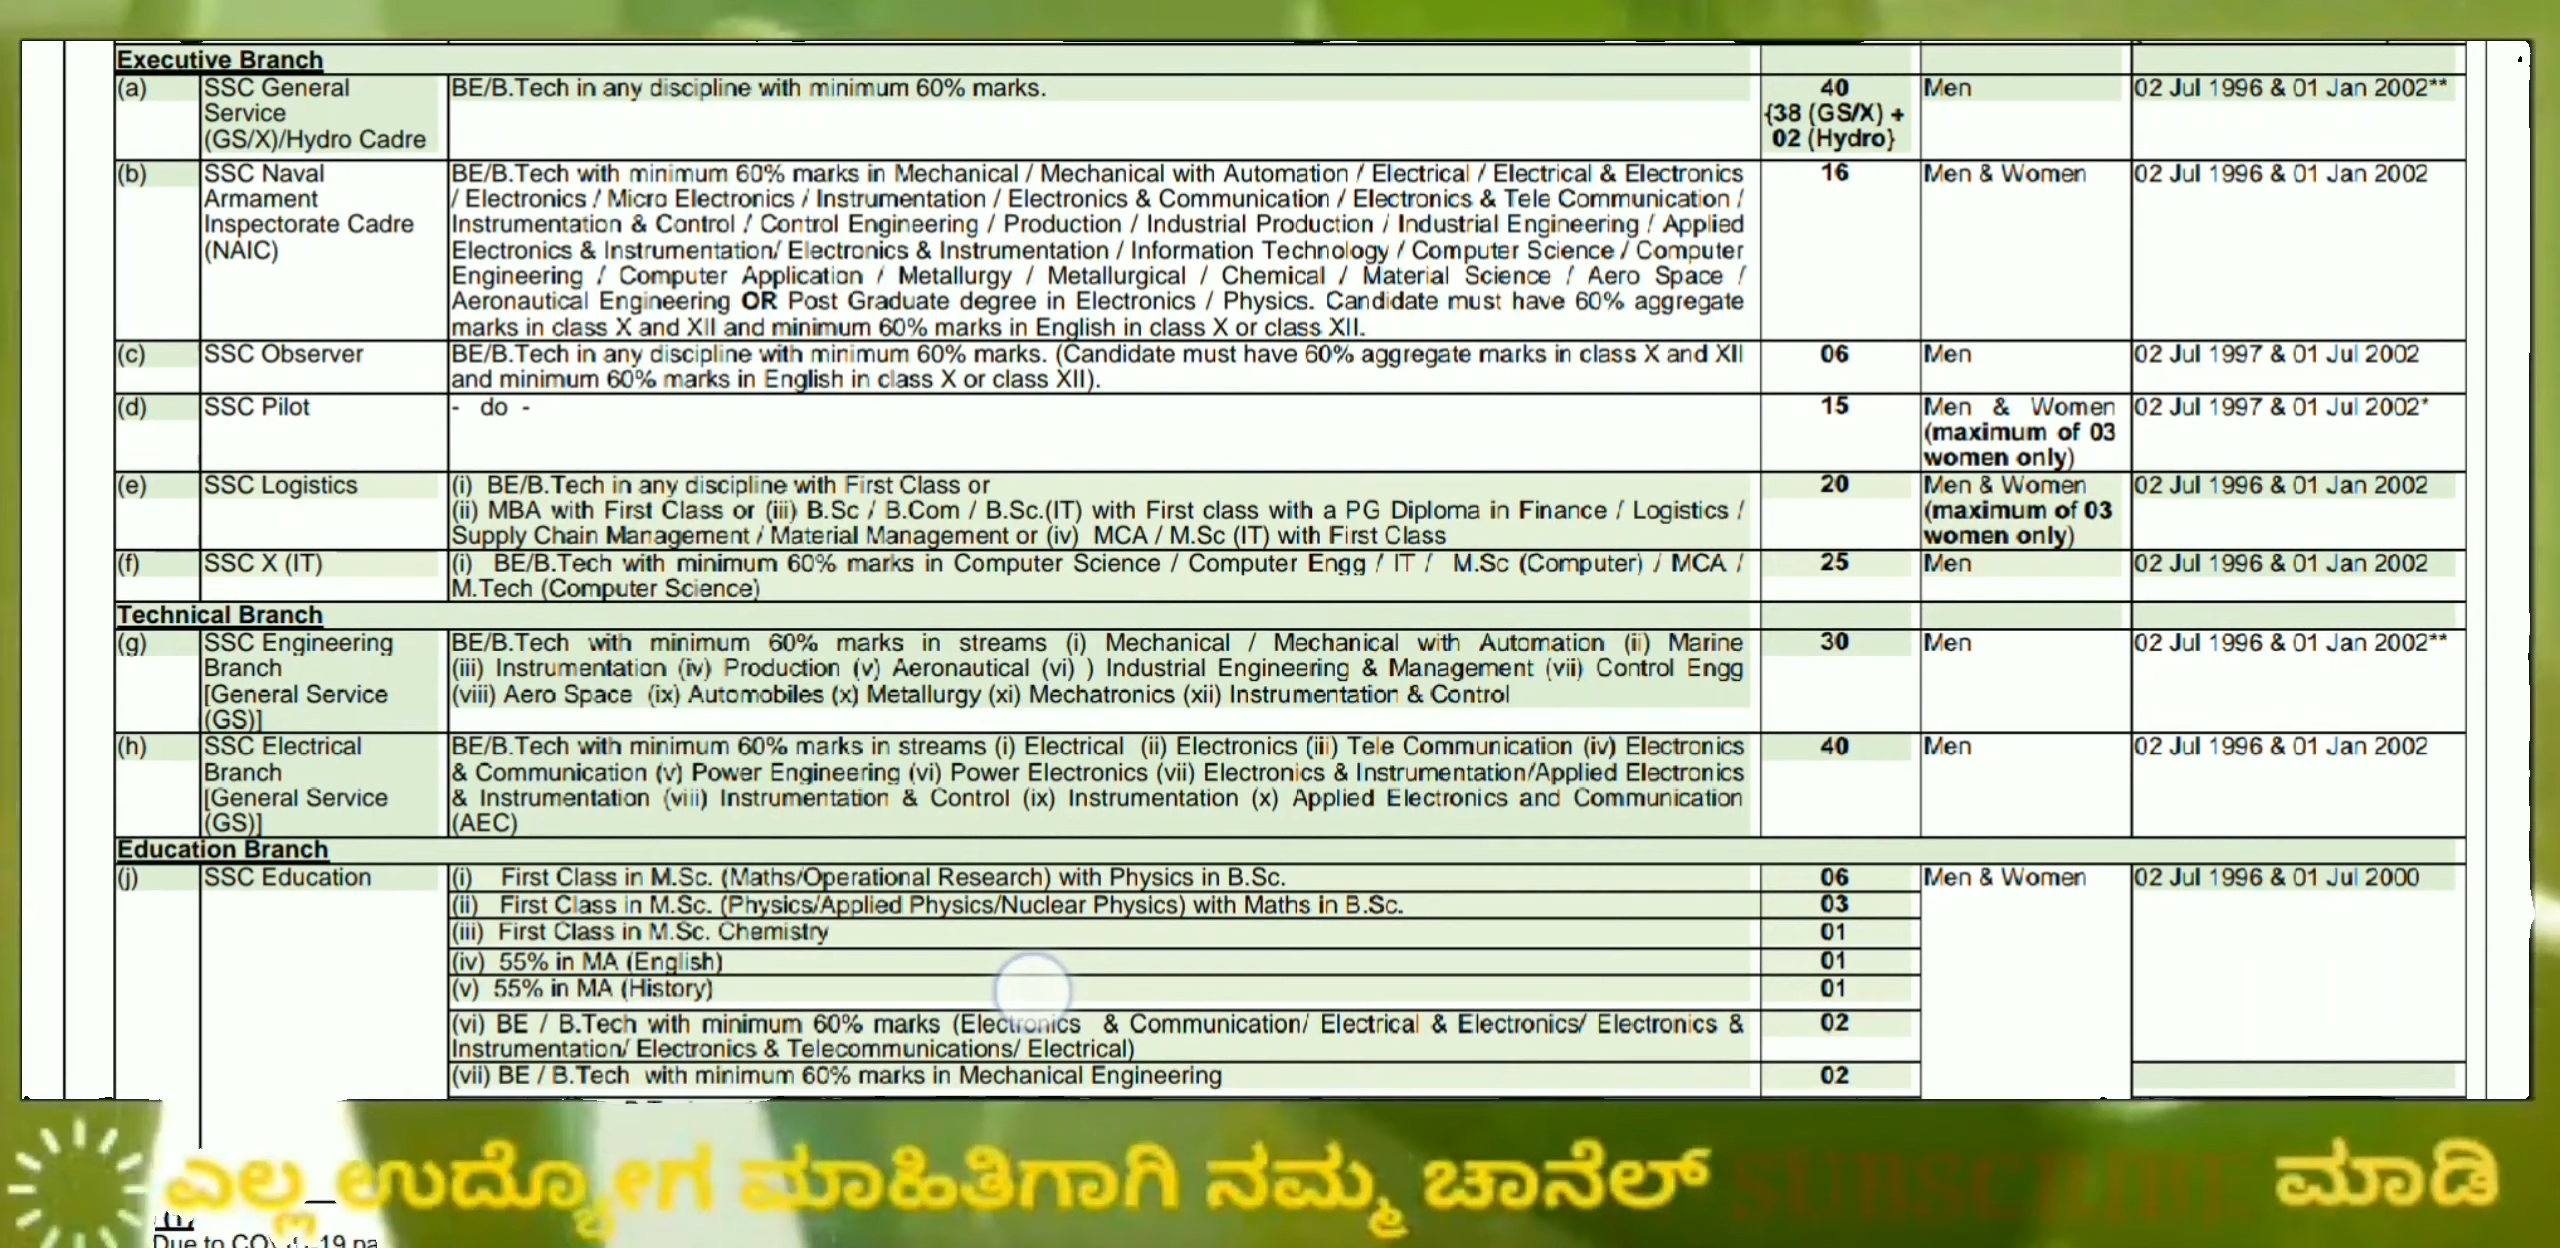 Executive Branch
(a) SSC General Service (GS/X)/Hydro Cadre
BE/B.Tech in any discipline with minimum 60% marks.
40 {38 (GS/X) + 02 (Hydro}
Men
02 Jul 1996 & 01 Jan 2002**
(b) SSC Naval Armament Inspectorate Cadre (NAIC)
BE/B.Tech with minimum 60% marks in Mechanical / Mechanical with Automation / Electrical / Electrical & Electronics
/ Electronics / Micro Electronics / Instrumentation / Electronics & Communication / Electronics & Tele Communication /
Instrumentation & Control / Control Engineering / Production / Industrial Production / Industrial Engineering / Applied
Electronics & Instrumentation/ Electronics & Instrumentation / Information Technology / Computer Science / Computer
Engineering / Computer Application / Metallurgy / Metallurgical / Chemical / Material Science / Aero Space /
Aeronautical Engineering OR Post Graduate degree in Electronics / Physics. Candidate must have 60% aggregate
marks in class X and XII and minimum 60% marks in English in class X or class XII.
16
Men & Women
02 Jul 1996 & 01 Jan 2002
(c) SSC Observer
BE/B.Tech in any discipline with minimum 60% marks. (Candidate must have 60% aggregate marks in class X and XII
and minimum 60% marks in English in class X or class XII).
06
Men
02 Jul 1997 & 01 Jul 2002
(d) SSC Pilot
- do -
15
Men & Women (maximum of 03 women only)
02 Jul 1997 & 01 Jul 2002*
(e) SSC Logistics
(i) BE/B.Tech in any discipline with First Class or
(ii) MBA with First Class or (iii) B.Sc / B.Com / B.Sc.(IT) with First class with a PG Diploma in Finance / Logistics /
Supply Chain Management / Material Management or (iv) MCA / M.Sc (IT) with First Class
20
Men & Women (maximum of 03 women only)
02 Jul 1996 & 01 Jan 2002
(f) SSC X (IT)
(i) BE/B.Tech with minimum 60% marks in Computer Science / Computer Engg / IT / M.Sc (Computer) / MCA /
M.Tech (Computer Science)
25
Men
02 Jul 1996 & 01 Jan 2002
Technical Branch
(g) SSC Engineering Branch [General Service (GS)]
BE/B.Tech with minimum 60% marks in streams (i) Mechanical / Mechanical with Automation (ii) Marine
(iii) Instrumentation (iv) Production (v) Aeronautical (vi) ) Industrial Engineering & Management (vii) Control Engg
(viii) Aero Space (ix) Automobiles (x) Metallurgy (xi) Mechatronics (xii) Instrumentation & Control
30
Men
02 Jul 1996 & 01 Jan 2002**
(h) SSC Electrical Branch [General Service (GS)]
BE/B.Tech with minimum 60% marks in streams (i) Electrical (ii) Electronics (iii) Tele Communication (iv) Electronics
& Communication (v) Power Engineering (vi) Power Electronics (vii) Electronics & Instrumentation/Applied Electronics
& Instrumentation (viii) Instrumentation & Control (ix) Instrumentation (x) Applied Electronics and Communication
(AEC)
40
Men
02 Jul 1996 & 01 Jan 2002
Education Branch
(j) SSC Education
(i) First Class in M.Sc. (Maths/Operational Research) with Physics in B.Sc.
06
Men & Women
02 Jul 1996 & 01 Jul 2000
(ii) First Class in M.Sc. (Physics/Applied Physics/Nuclear Physics) with Maths in B.Sc.
03
(iii) First Class in M.Sc. Chemistry
01
(iv) 55% in MA (English)
01
(v) 55% in MA (History)
01
(vi) BE / B.Tech with minimum 60% marks (Electronics & Communication/ Electrical & Electronics/ Electronics &
Instrumentation/ Electronics & Telecommunications/ Electrical)
02
(vii) BE / B.Tech with minimum 60% marks in Mechanical Engineering
02
ಎಲ್ಲ ಉದ್ಯೋಗ ಮಾಹಿತಿಗಾಗಿ ನಮ್ಮ ಚಾನೆಲ್ SUBSCRIBE ಮಾಡಿ
Due to